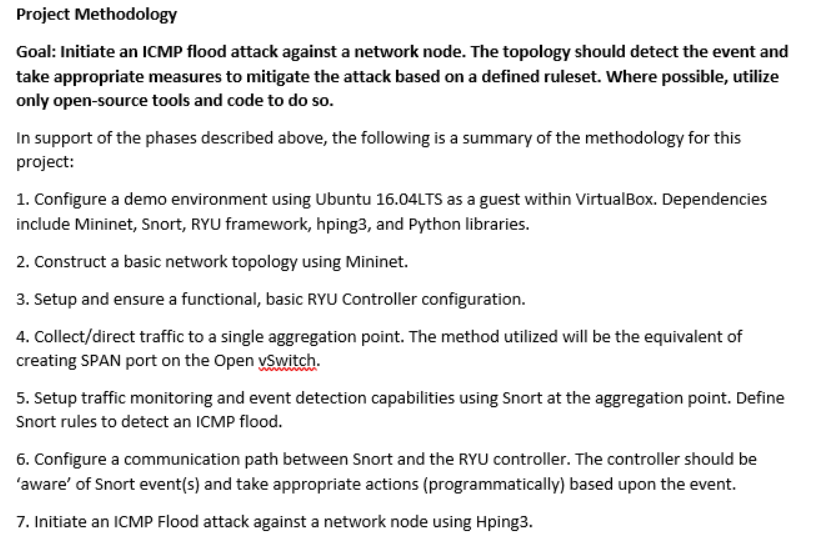 Project Methodology
Goal: Initiate an ICMP flood attack against a network node. The topology should detect the event and
take appropriate measures to mitigate the attack based on a defined ruleset. Where possible, utilize
only open-source tools and code to do so.
In support of the phases described above, the following is a summary of the methodology for this
project:
1. Configure a demo environment using Ubuntu 16.04LTS as a guest within VirtualBox. Dependencies
include Mininet, Snort, RYU framework, hping3, and Python libraries.
2. Construct a basic network topology using Mininet.
3. Setup and ensure a functional, basic RYU Controller configuration.
4. Collect/direct traffic to a single aggregation point. The method utilized will be the equivalent of
creating SPAN port on the Open vSwitch.
5. Setup traffic monitoring and event detection capabilities using Snort at the aggregation point. Define
Snort rules to detect an ICMP flood.
6. Configure a communication path between Snort and the RYU controller. The controller should be
‘aware’ of Snort event(s) and take appropriate actions (programmatically) based upon the event.
7. Initiate an ICMP Flood attack against a network node using Hping3.